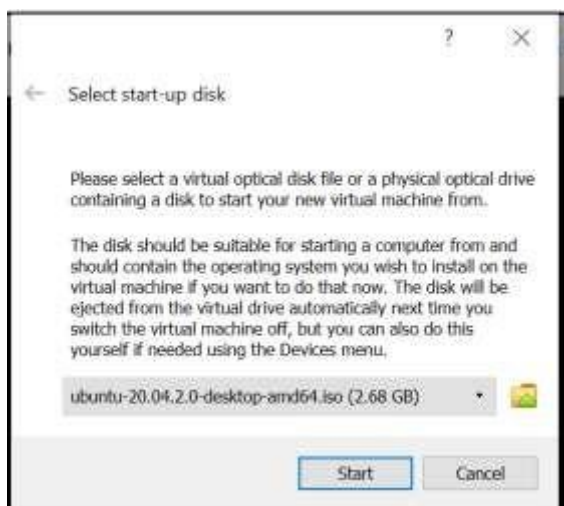 ?
Select start-up disk
Please select a virtual optical disk file or a physical optical drive
containing a disk to start your new virtual machine from.
The disk should be suitable for starting a computer from and
should contain the operating system you wish to install on the
virtual machine if you want to do that now. The disk will be
ejected from the virtual drive automatically next time you
switch the virtual machine off, but you can also do this
yourself if needed using the Devices menu.
ubuntu-20.04.2.0-desktop-amd64.iso (2.68 GB)
Start Cancel